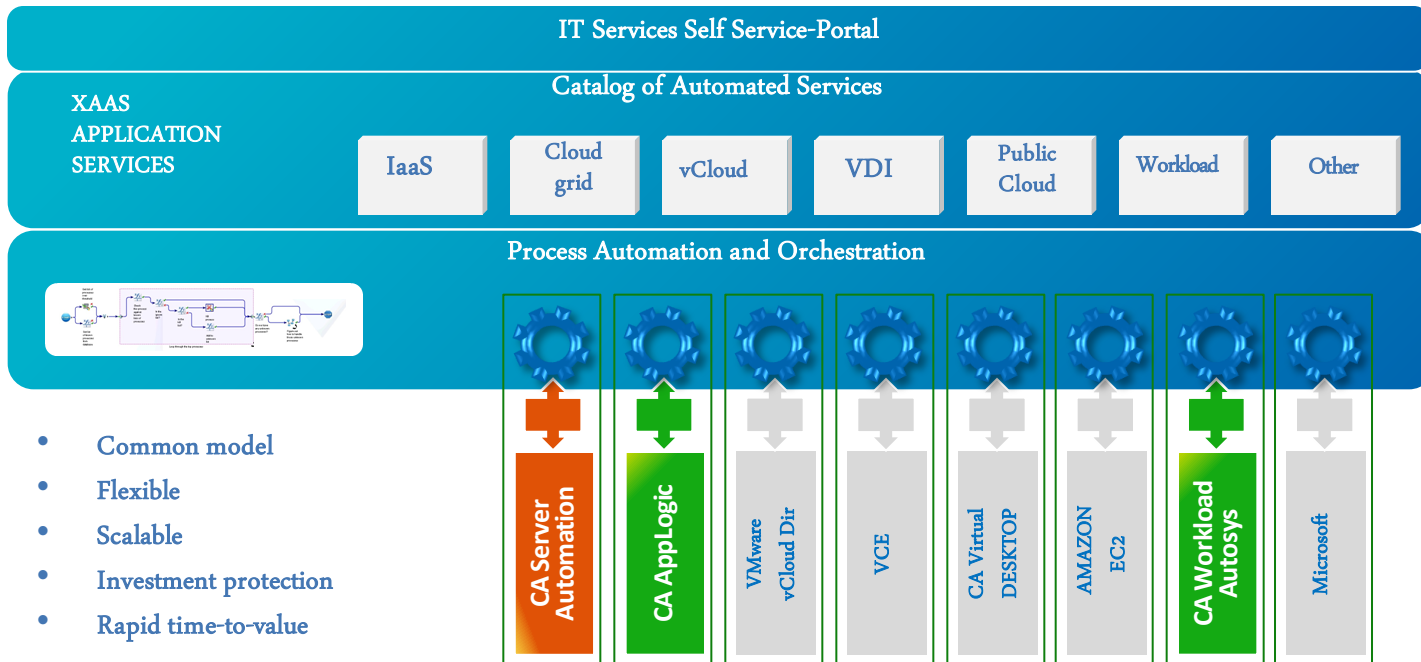 IT Services Self Service-Portal
Catalog of Automated Services
XAAS
APPLICATION
SERVICES
IaaS
Cloud
grid
vCloud
VDI
Public
Cloud
Workload
Other
Process Automation and Orchestration
• Common model
• Flexible
• Scalable
• Investment protection
• Rapid time-to-value
CA Server
Automation
CA AppLogic
VMware
vCloud Dir
VCE
CA Virtual
DESKTOP
AMAZON
EC2
CA Workload
Autosys
Microsoft